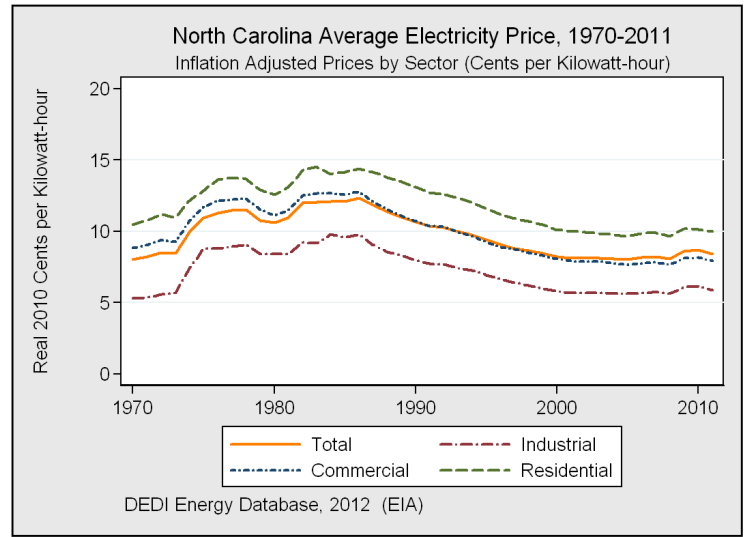 North Carolina Average Electricity Price, 1970-2011
Inflation Adjusted Prices by Sector (Cents per Kilowatt-hour)
Real 2010 Cents per Kilowatt-hour
20
15
10
5
0
1970 1980 1990 2000 2010
Total Industrial
Commercial Residential
DEDI Energy Database, 2012 (EIA)